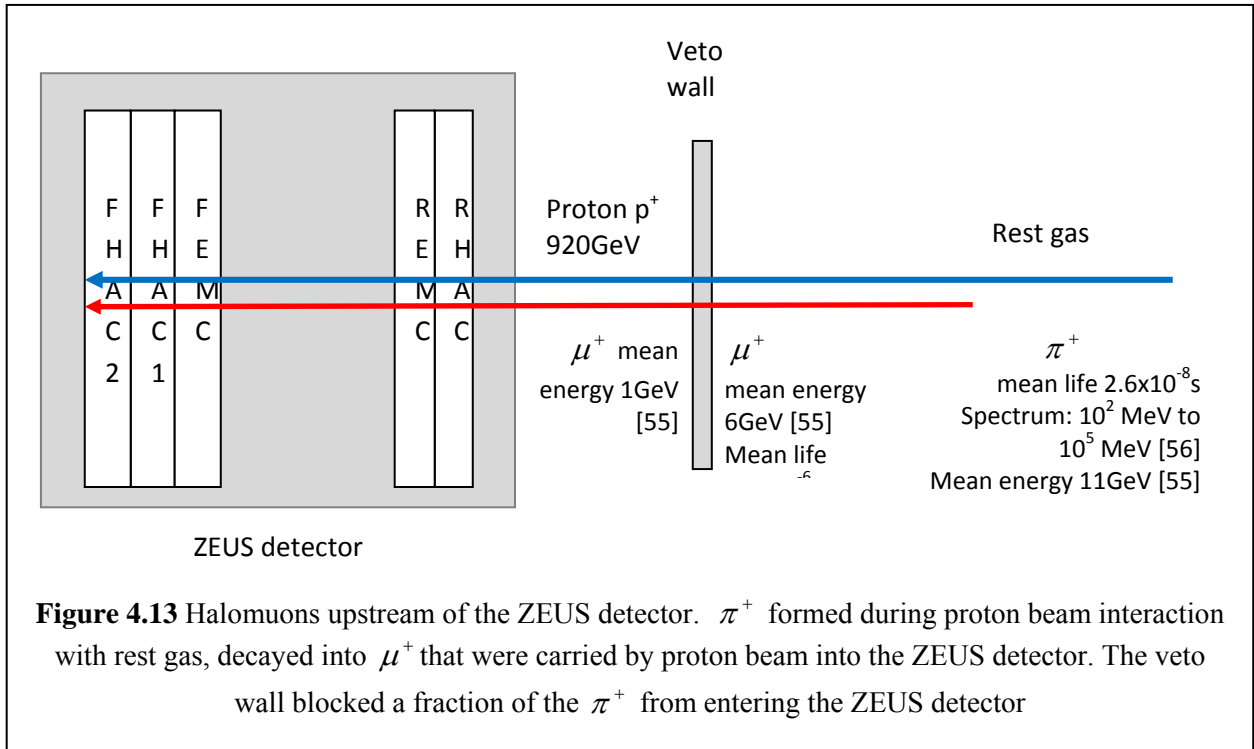 Veto
wall
F F F R R
H H E E H
A A M M A
C C C C C
2 1
Proton p+
920GeV
Rest gas
μ+ mean
energy 1GeV
[55]
μ+
mean energy
6GeV [55]
Mean life
π+
mean life 2.6x10-8s
Spectrum: 10² MeV to
10⁵ MeV [56]
Mean energy 11GeV [55]
ZEUS detector
Figure 4.13 Halomuons upstream of the ZEUS detector. π+ formed during proton beam interaction
with rest gas, decayed into μ+ that were carried by proton beam into the ZEUS detector. The veto
wall blocked a fraction of the π+ from entering the ZEUS detector